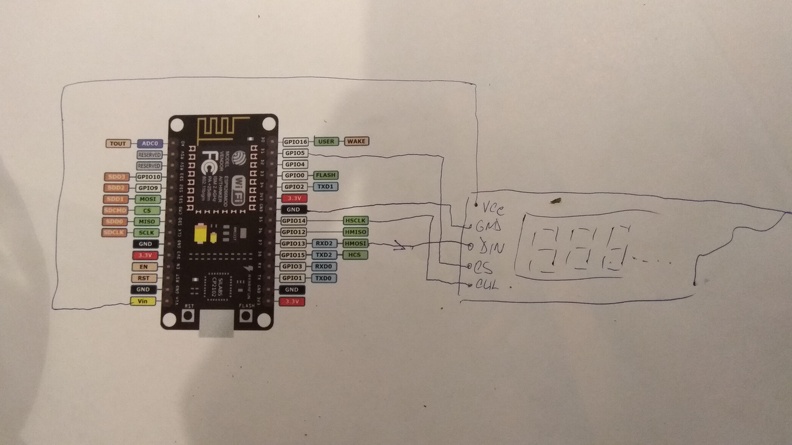 TOUT ADC0
RESERVED
RESERVED
SDD3 GPIO10
SDD2 GPIO9
SDD1 MOSI
SDCMD CS
SDD0 MISO
SDCLK SCLK
GND
3.3V
EN
RST
GND
Vin
WiFi
FC
RST
FLASH
GPIO16 USER WAKE
GPIO5
GPIO4
GPIO0 FLASH
GPIO2 TXD1
3.3V
GND
GPIO14 HSCLK
GPIO12 HMISO
GPIO13 RXD2 HMOSI
GPIO15 TXD2 HCS
GPIO3 RXD0
GPIO1 TXD0
GND
3.3V
VCC
GND
DIN
CS